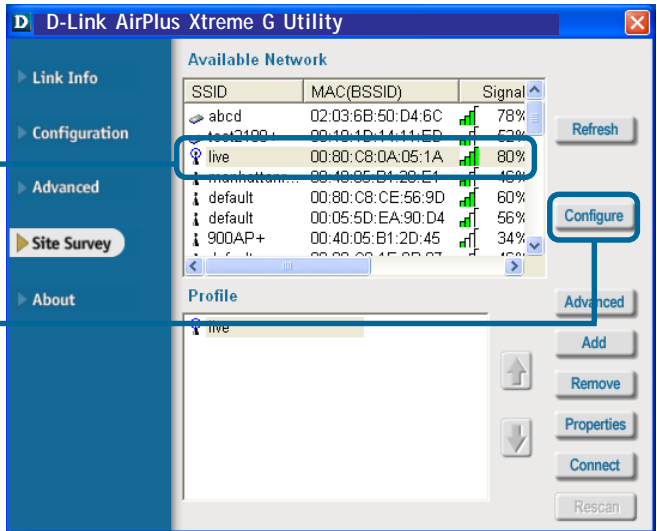 D D-Link AirPlus Xtreme G Utility
Link Info
Configuration
Advanced
Site Survey
About
Available Network
SSID MAC(BSSID) Signal
abcd 02:03:6B:50:D4:6C 78%
live 00:80:C8:0A:05:1A 80%
default 00:80:C8:CE:56:9D 60%
default 00:05:5D:EA:90:D4 56%
900AP+ 00:40:05:B1:2D:45 34%
Refresh
Configure
Profile
live
Advanced
Add
Remove
Properties
Connect
Rescan